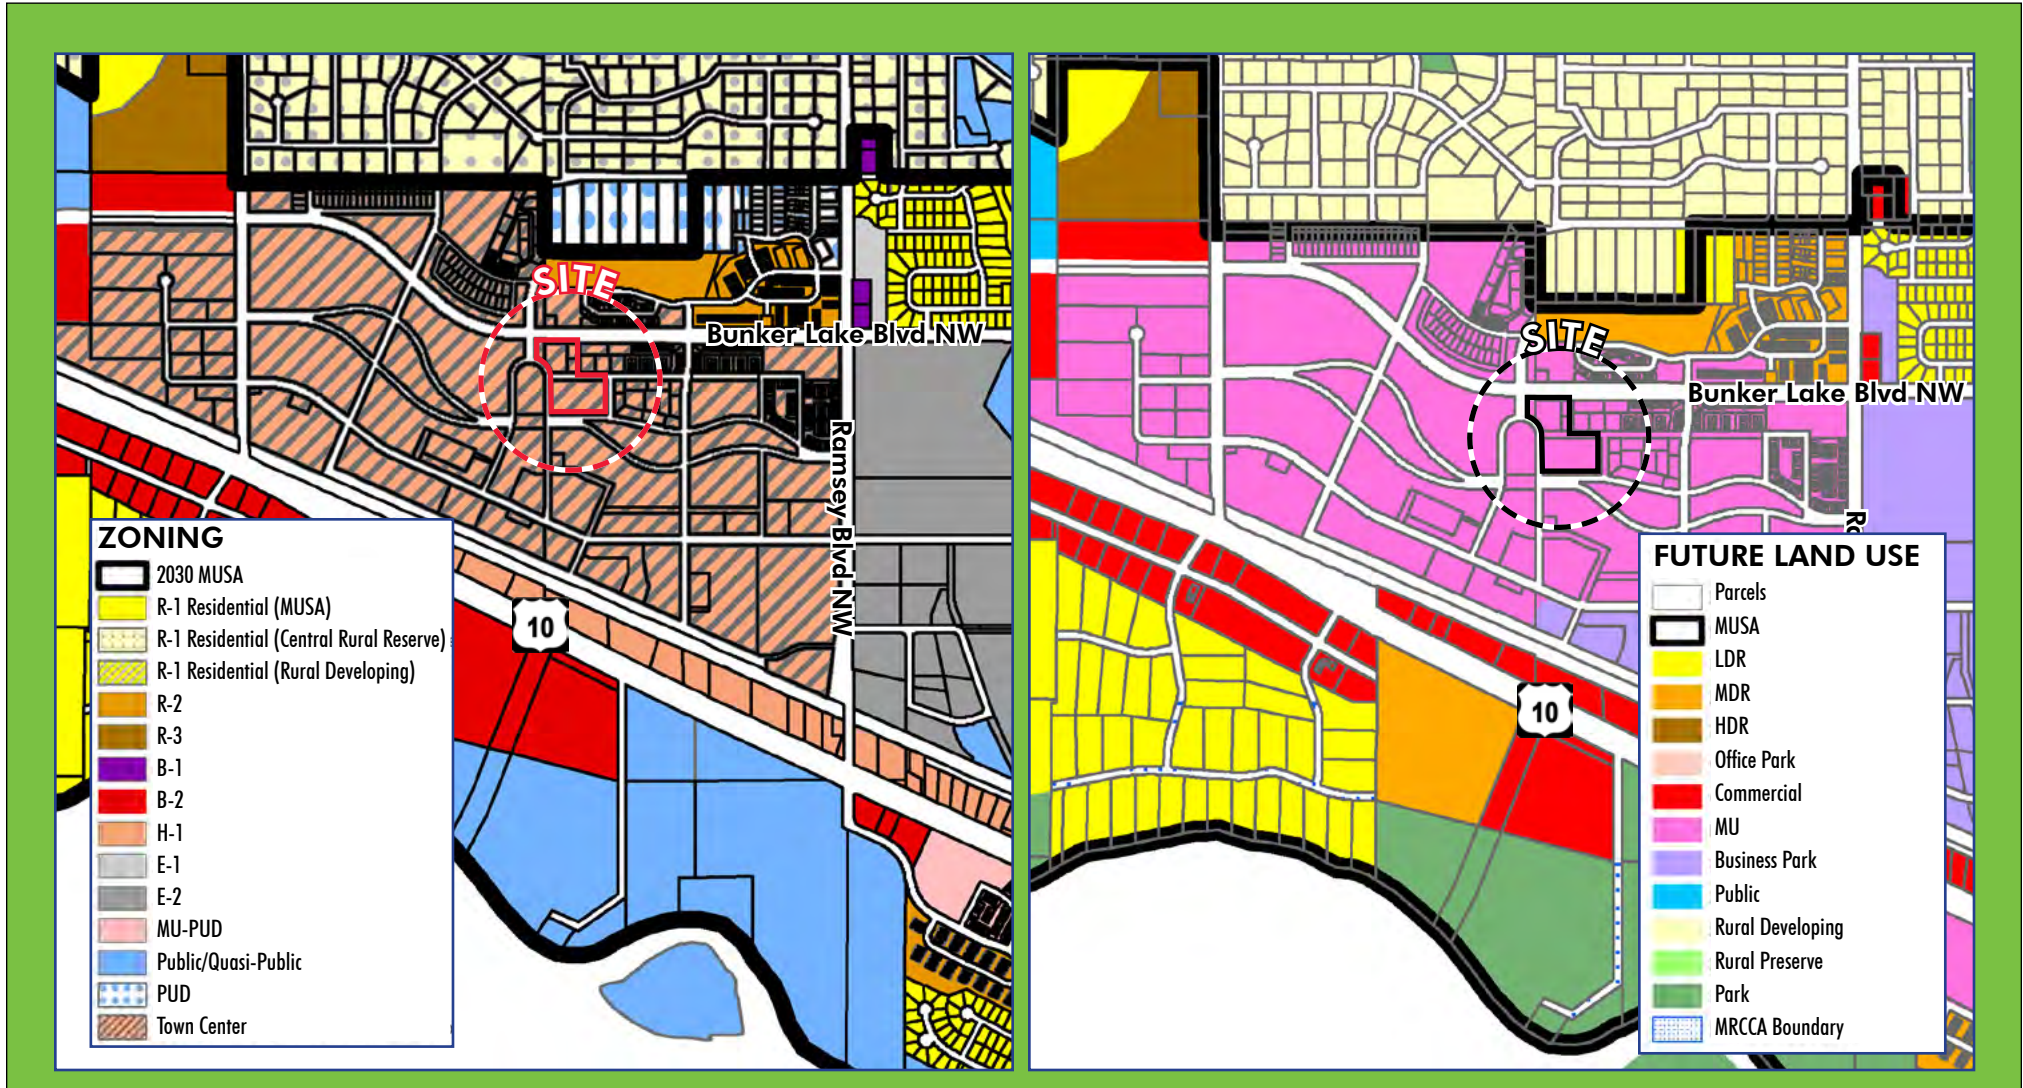 SITE
Bunker Lake Blvd NW
Ramsey Blvd NW
10
ZONING
2030 MUSA
R-1 Residential (MUSA)
R-1 Residential (Central Rural Reserve)
R-1 Residential (Rural Developing)
R-2
R-3
B-1
B-2
H-1
E-1
E-2
MU-PUD
Public/Quasi-Public
PUD
Town Center
SITE
Bunker Lake Blvd NW
Ra
10
FUTURE LAND USE
Parcels
MUSA
LDR
MDR
HDR
Office Park
Commercial
MU
Business Park
Public
Rural Developing
Rural Preserve
Park
MRCCA Boundary